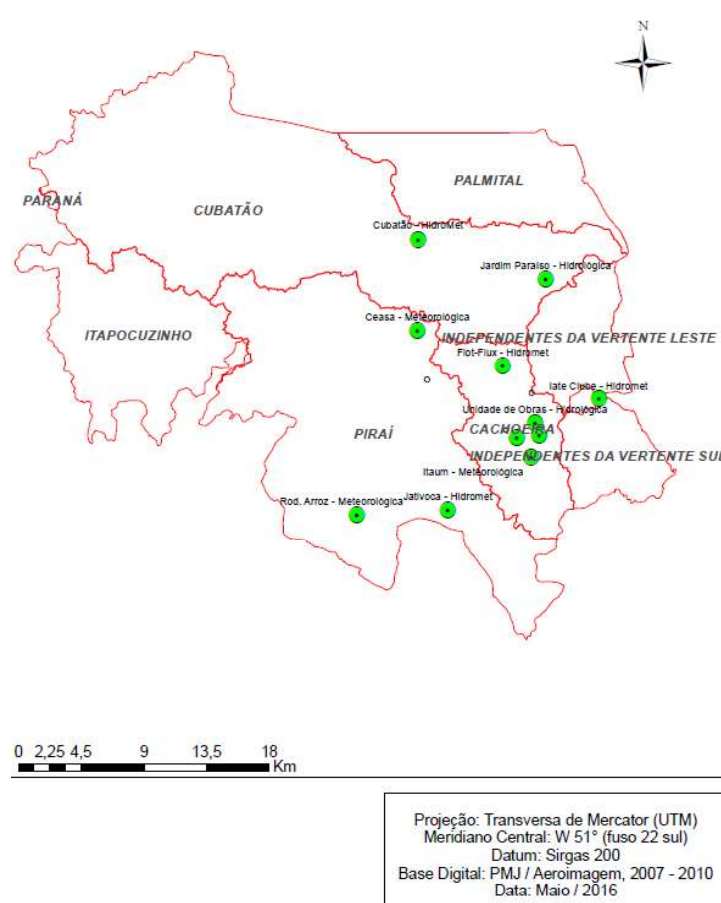 N
PALMITAL
PARANÁ
CUBATÃO
Cubatão - HidroMet
Jardim Paraiso - Hidrológica
Ceasa - Meteorológica
ITAPOCUZINHO
INDEPENDENTES DA VERTENTE LESTE
Flot-Flux - Hidromet
Iate Clube - Hidromet
Unidade de Obras - Hidrológica
CACHOEIRA
PIRAÍ
INDEPENDENTES DA VERTENTE SUL
Itaum - Meteorológica
Rod. Arroz - Meteorológica
Jativoca - Hidromet
0 2,25 4,5 9 13,5 18
Km
Projeção: Transversa de Mercator (UTM)
Meridiano Central: W 51° (fuso 22 sul)
Datum: Sirgas 200
Base Digital: PMJ / Aeroimagem, 2007 - 2010
Data: Maio / 2016